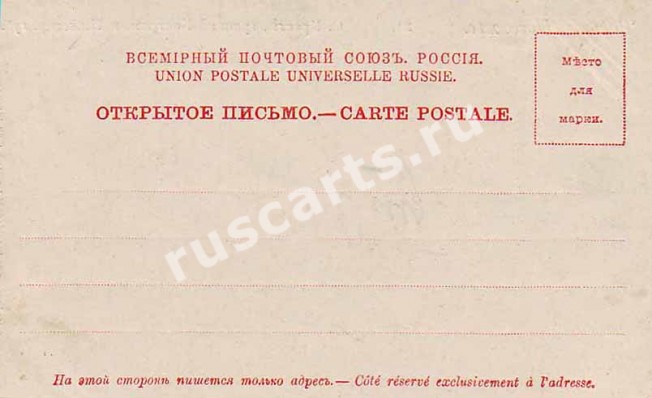 ВСЕМІРНЫЙ ПОЧТОВЫЙ СОЮЗЪ. РОССІЯ.
UNION POSTALE UNIVERSELLE RUSSIE.
ОТКРЫТОЕ ПИСЬМО.—CARTE POSTALE.
Мѣсто
для
марки.
ruscarts.ru
На этой сторонѣ пишется только адресъ.— Côté réservé exclusivement à l'adresse.